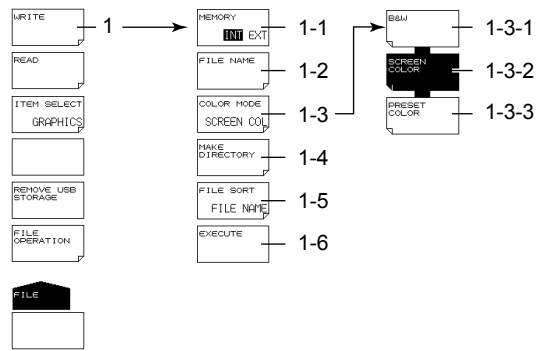 WRITE
1
READ
ITEM SELECT
GRAPHICS
REMOVE USB
STORAGE
FILE
OPERATION
FILE
MEMORY
INT EXT
1-1
FILE NAME
1-2
COLOR MODE
SCREEN COL
1-3
MAKE
DIRECTORY
1-4
FILE SORT
FILE NAME
1-5
EXECUTE
1-6
B&W
1-3-1
SCREEN
COLOR
1-3-2
PRESET
COLOR
1-3-3